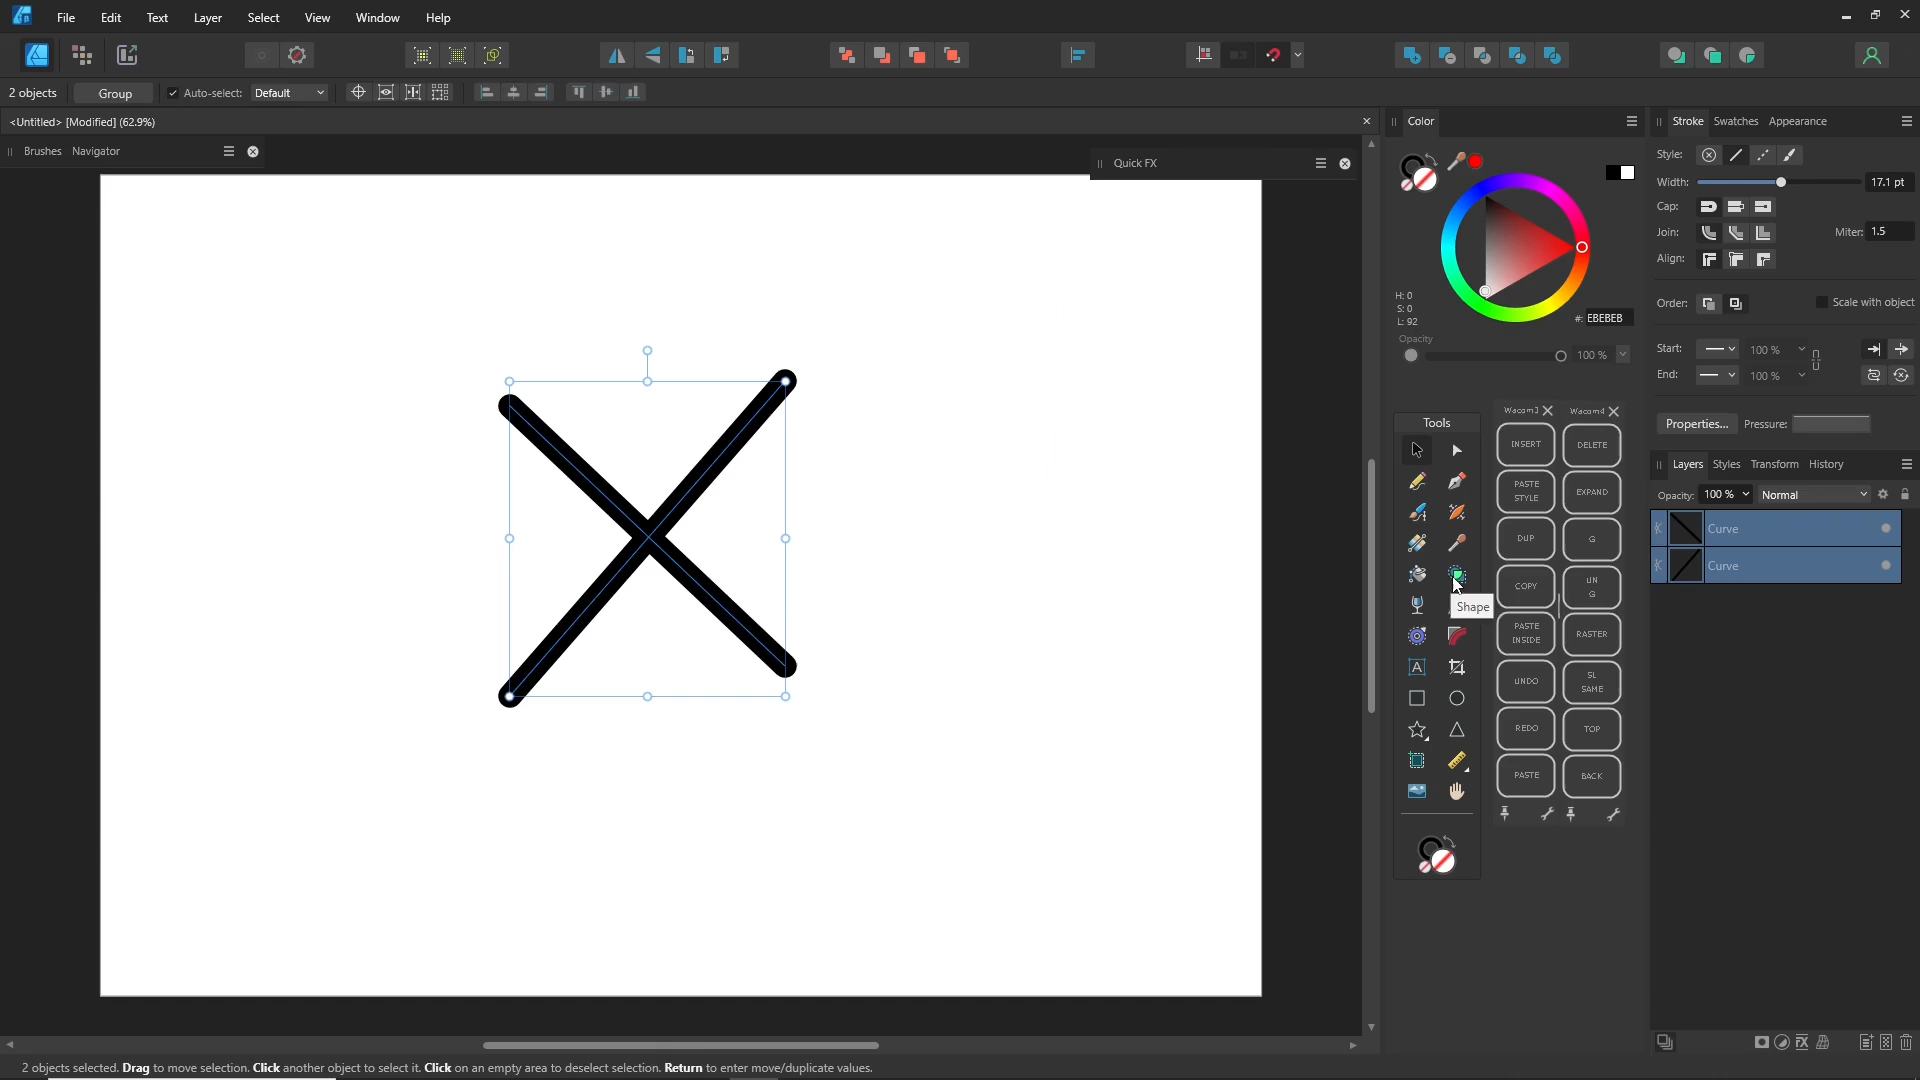 File Edit Text Layer Select View Window Help
2 objects Group Auto-select: Default
<Untitled> [Modified] (62.9%)
Brushes Navigator
Quick FX
Color
H: 0
S: 0
L: 92
#: EBEBEB
Opacity
100 %
Stroke Swatches Appearance
Style:
Width: 17.1 pt
Cap:
Join: Miter: 1.5
Align:
Order: Scale with object
Start: 100 %
End: 100 %
Properties... Pressure:
Tools
Shape
Wacom3 Wacom4
INSERT DELETE
PASTE STYLE EXPAND
DUP G
COPY UN G
PASTE INSIDE RASTER
UNDO SL SAME
REDO TOP
PASTE BACK
Layers Styles Transform History
Opacity: 100 % Normal
Curve
Curve
2 objects selected. Drag to move selection. Click another object to select it. Click on an empty area to deselect selection. Return to enter move/duplicate values.